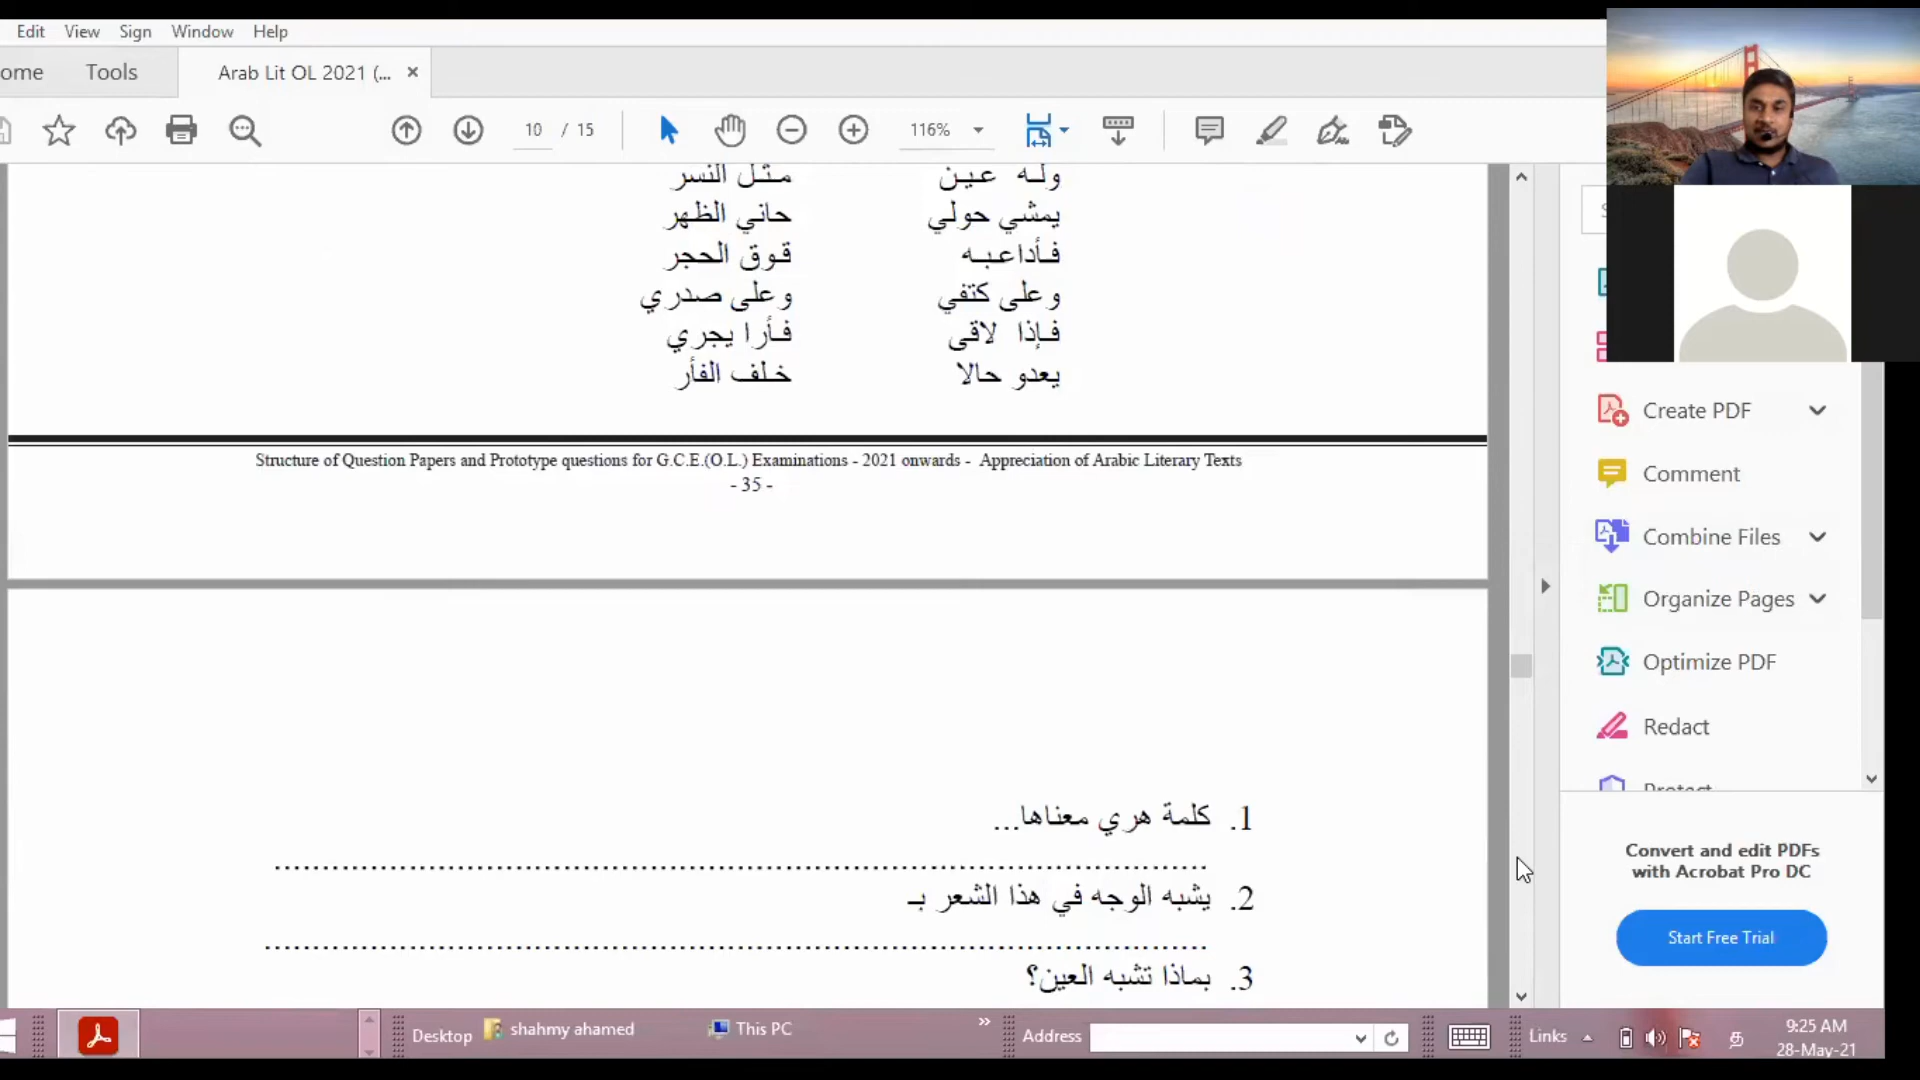 Edit View Sign Window Help
ome Tools Arab Lit OL 2021 (... ×
10 / 15 116%
وله عين مثل النسر
يمشي حولي حاني الظهر
فأداعبه قوق الحجر
وعلى كتفي وعلى صدري
فإذا لاقى فأرا يجري
يعدو حالا خلف الفأر
Structure of Question Papers and Prototype questions for G.C.E.(O.L.) Examinations - 2021 onwards - Appreciation of Arabic Literary Texts
- 35 -
1. كلمة هري معناها...
2. يشبه الوجه في هذا الشعر بـ
3. بماذا تشبه العين؟
Create PDF
Comment
Combine Files
Organize Pages
Optimize PDF
Redact
Convert and edit PDFs
with Acrobat Pro DC
Start Free Trial
Desktop shahmy ahamed This PC » Address Links 9:25 AM
28-May-21